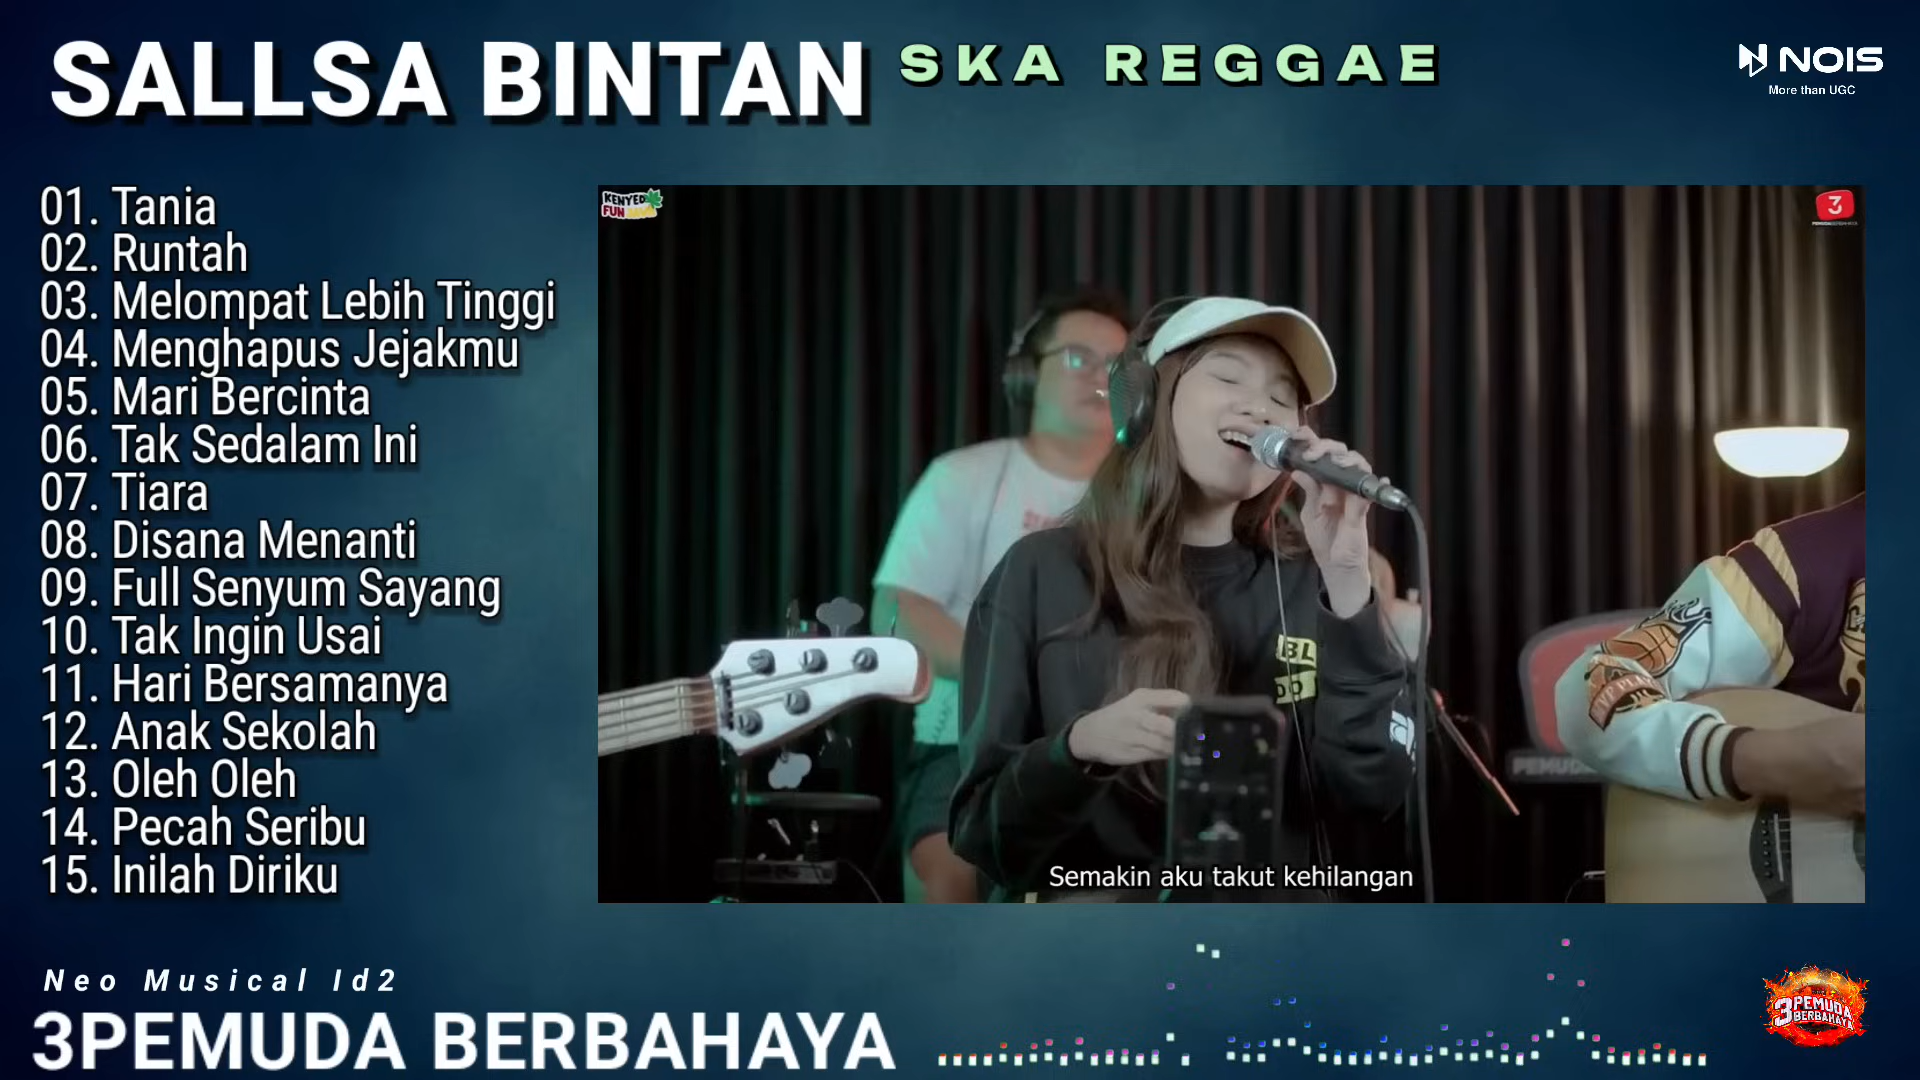 SALLSA BINTAN
SKA REGGAE
NOIS
More than UGC
01. Tania
02. Runtah
03. Melompat Lebih Tinggi
04. Menghapus Jejakmu
05. Mari Bercinta
06. Tak Sedalam Ini
07. Tiara
08. Disana Menanti
09. Full Senyum Sayang
10. Tak Ingin Usai
11. Hari Bersamanya
12. Anak Sekolah
13. Oleh Oleh
14. Pecah Seribu
15. Inilah Diriku
KENYED
FUN
3
BL
DO
PEMUDA
Semakin aku takut kehilangan
Neo Musical Id2
3PEMUDA BERBAHAYA
3PEMUDA
BERBAHAYA